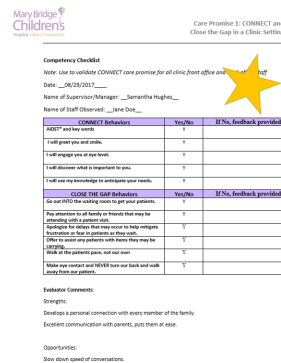 Mary Bridge
Children's
Hospital
Care Promise 1: CONNECT an
Close the Gap in a Clinic Settin
Competency Checklist
Note: Use to validate CONNECT care promise for all clinic front office and
Date: __08/29/2017____
Name of Supervisor/Manager: __Samantha Hughes__
Name of Staff Observed: __Jane Doe__
CONNECT Behaviors Yes/No If No, feedback provided
AIDET® and key words Y
I will greet you and smile. Y
I will engage you at eye level. Y
I will discover what is important to you. Y
I will use my knowledge to anticipate your needs. Y
CLOSE THE GAP Behaviors Yes/No If No, feedback provided
Go out INTO the waiting room to get your patients. Y
Pay attention to all family or friends that may be Y
attending with a patient visit.
Apologize for delays that may occur to help mitigate Y
frustration or fear in patients as they wait.
Offer to assist any patients with items they may be Y
carrying.
Walk at the patients pace, not our own Y
Make eye contact and NEVER turn our back and walk Y
away from our patient.
Evaluator Comments:
Strengths:
Develops a personal connection with every member of the family.
Excellent communication with parents, puts them at ease.
Opportunities:
Slow down speed of conversations.